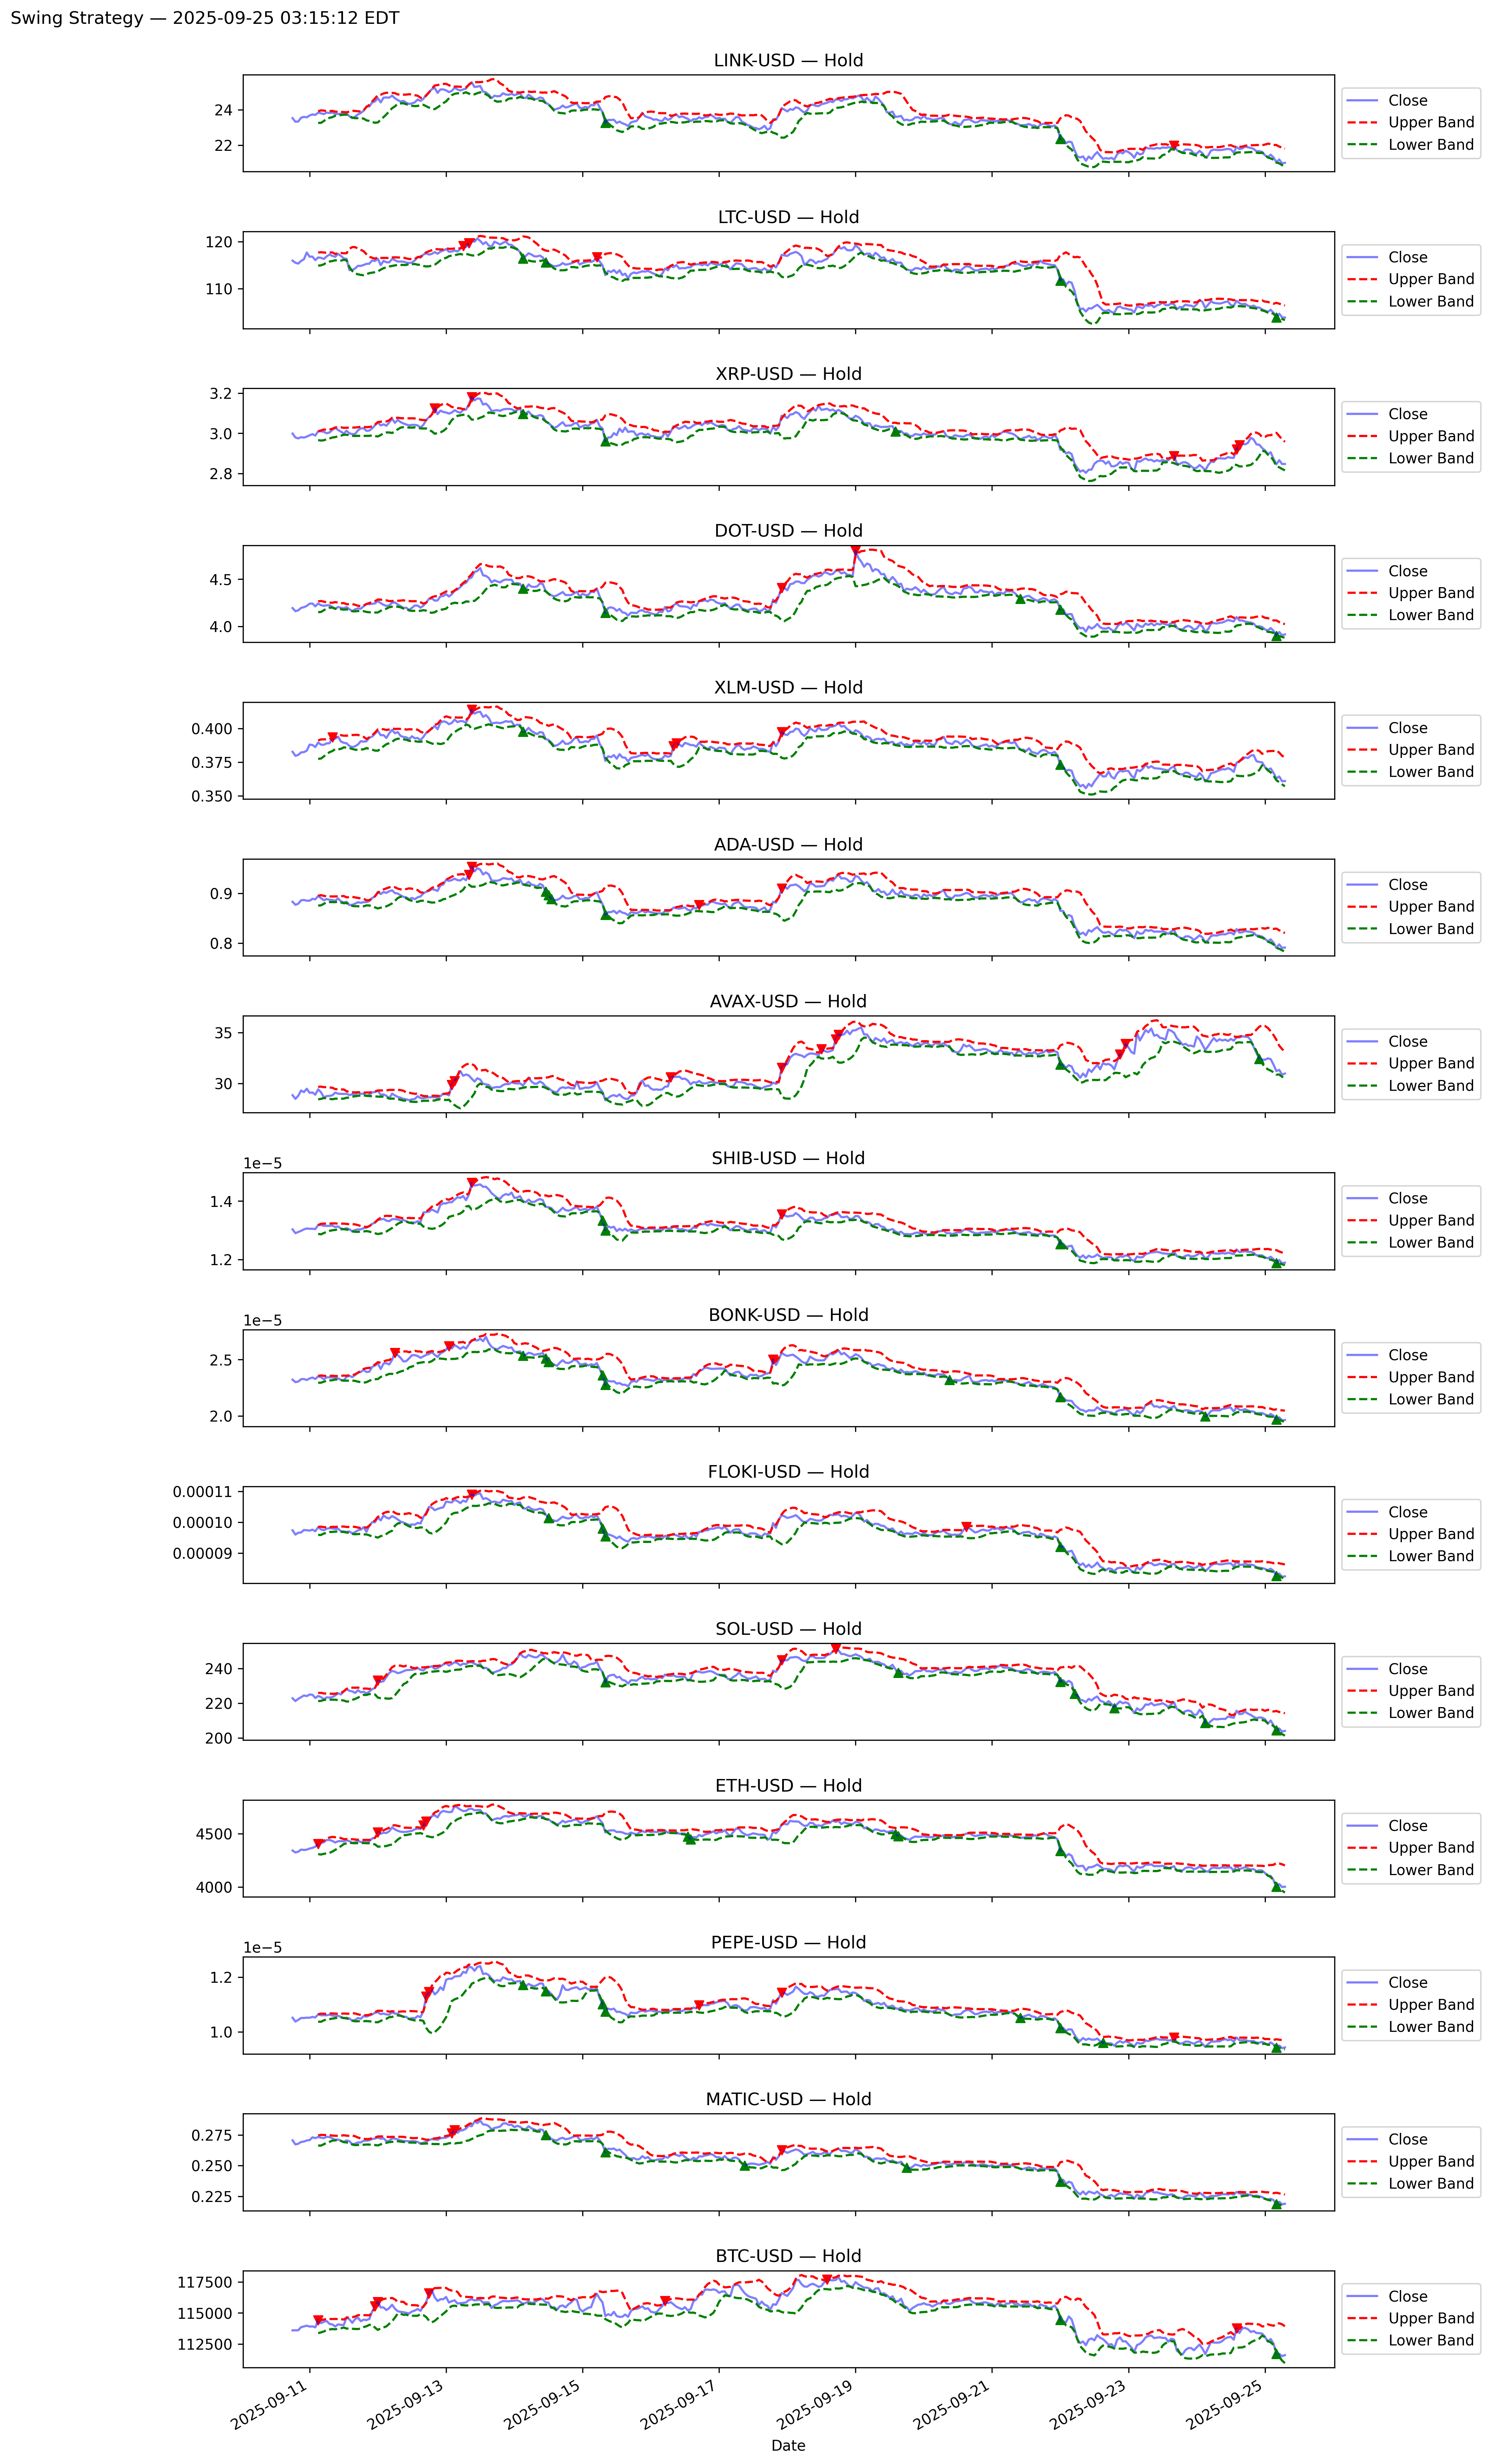 Swing Strategy — 2025-09-25 03:15:12 EDT
LINK-USD — Hold
24
22
Close
Upper Band
Lower Band
LTC-USD — Hold
120
110
Close
Upper Band
Lower Band
XRP-USD — Hold
3.2
3.0
2.8
Close
Upper Band
Lower Band
DOT-USD — Hold
4.5
4.0
Close
Upper Band
Lower Band
XLM-USD — Hold
0.400
0.375
0.350
Close
Upper Band
Lower Band
ADA-USD — Hold
0.9
0.8
Close
Upper Band
Lower Band
AVAX-USD — Hold
35
30
Close
Upper Band
Lower Band
SHIB-USD — Hold
1e−5
1.4
1.2
Close
Upper Band
Lower Band
BONK-USD — Hold
1e−5
2.5
2.0
Close
Upper Band
Lower Band
FLOKI-USD — Hold
0.00011
0.00010
0.00009
Close
Upper Band
Lower Band
SOL-USD — Hold
240
220
200
Close
Upper Band
Lower Band
ETH-USD — Hold
4500
4000
Close
Upper Band
Lower Band
PEPE-USD — Hold
1e−5
1.2
1.0
Close
Upper Band
Lower Band
MATIC-USD — Hold
0.275
0.250
0.225
Close
Upper Band
Lower Band
BTC-USD — Hold
117500
115000
112500
Close
Upper Band
Lower Band
2025-09-11
2025-09-13
2025-09-15
2025-09-17
2025-09-19
2025-09-21
2025-09-23
2025-09-25
Date